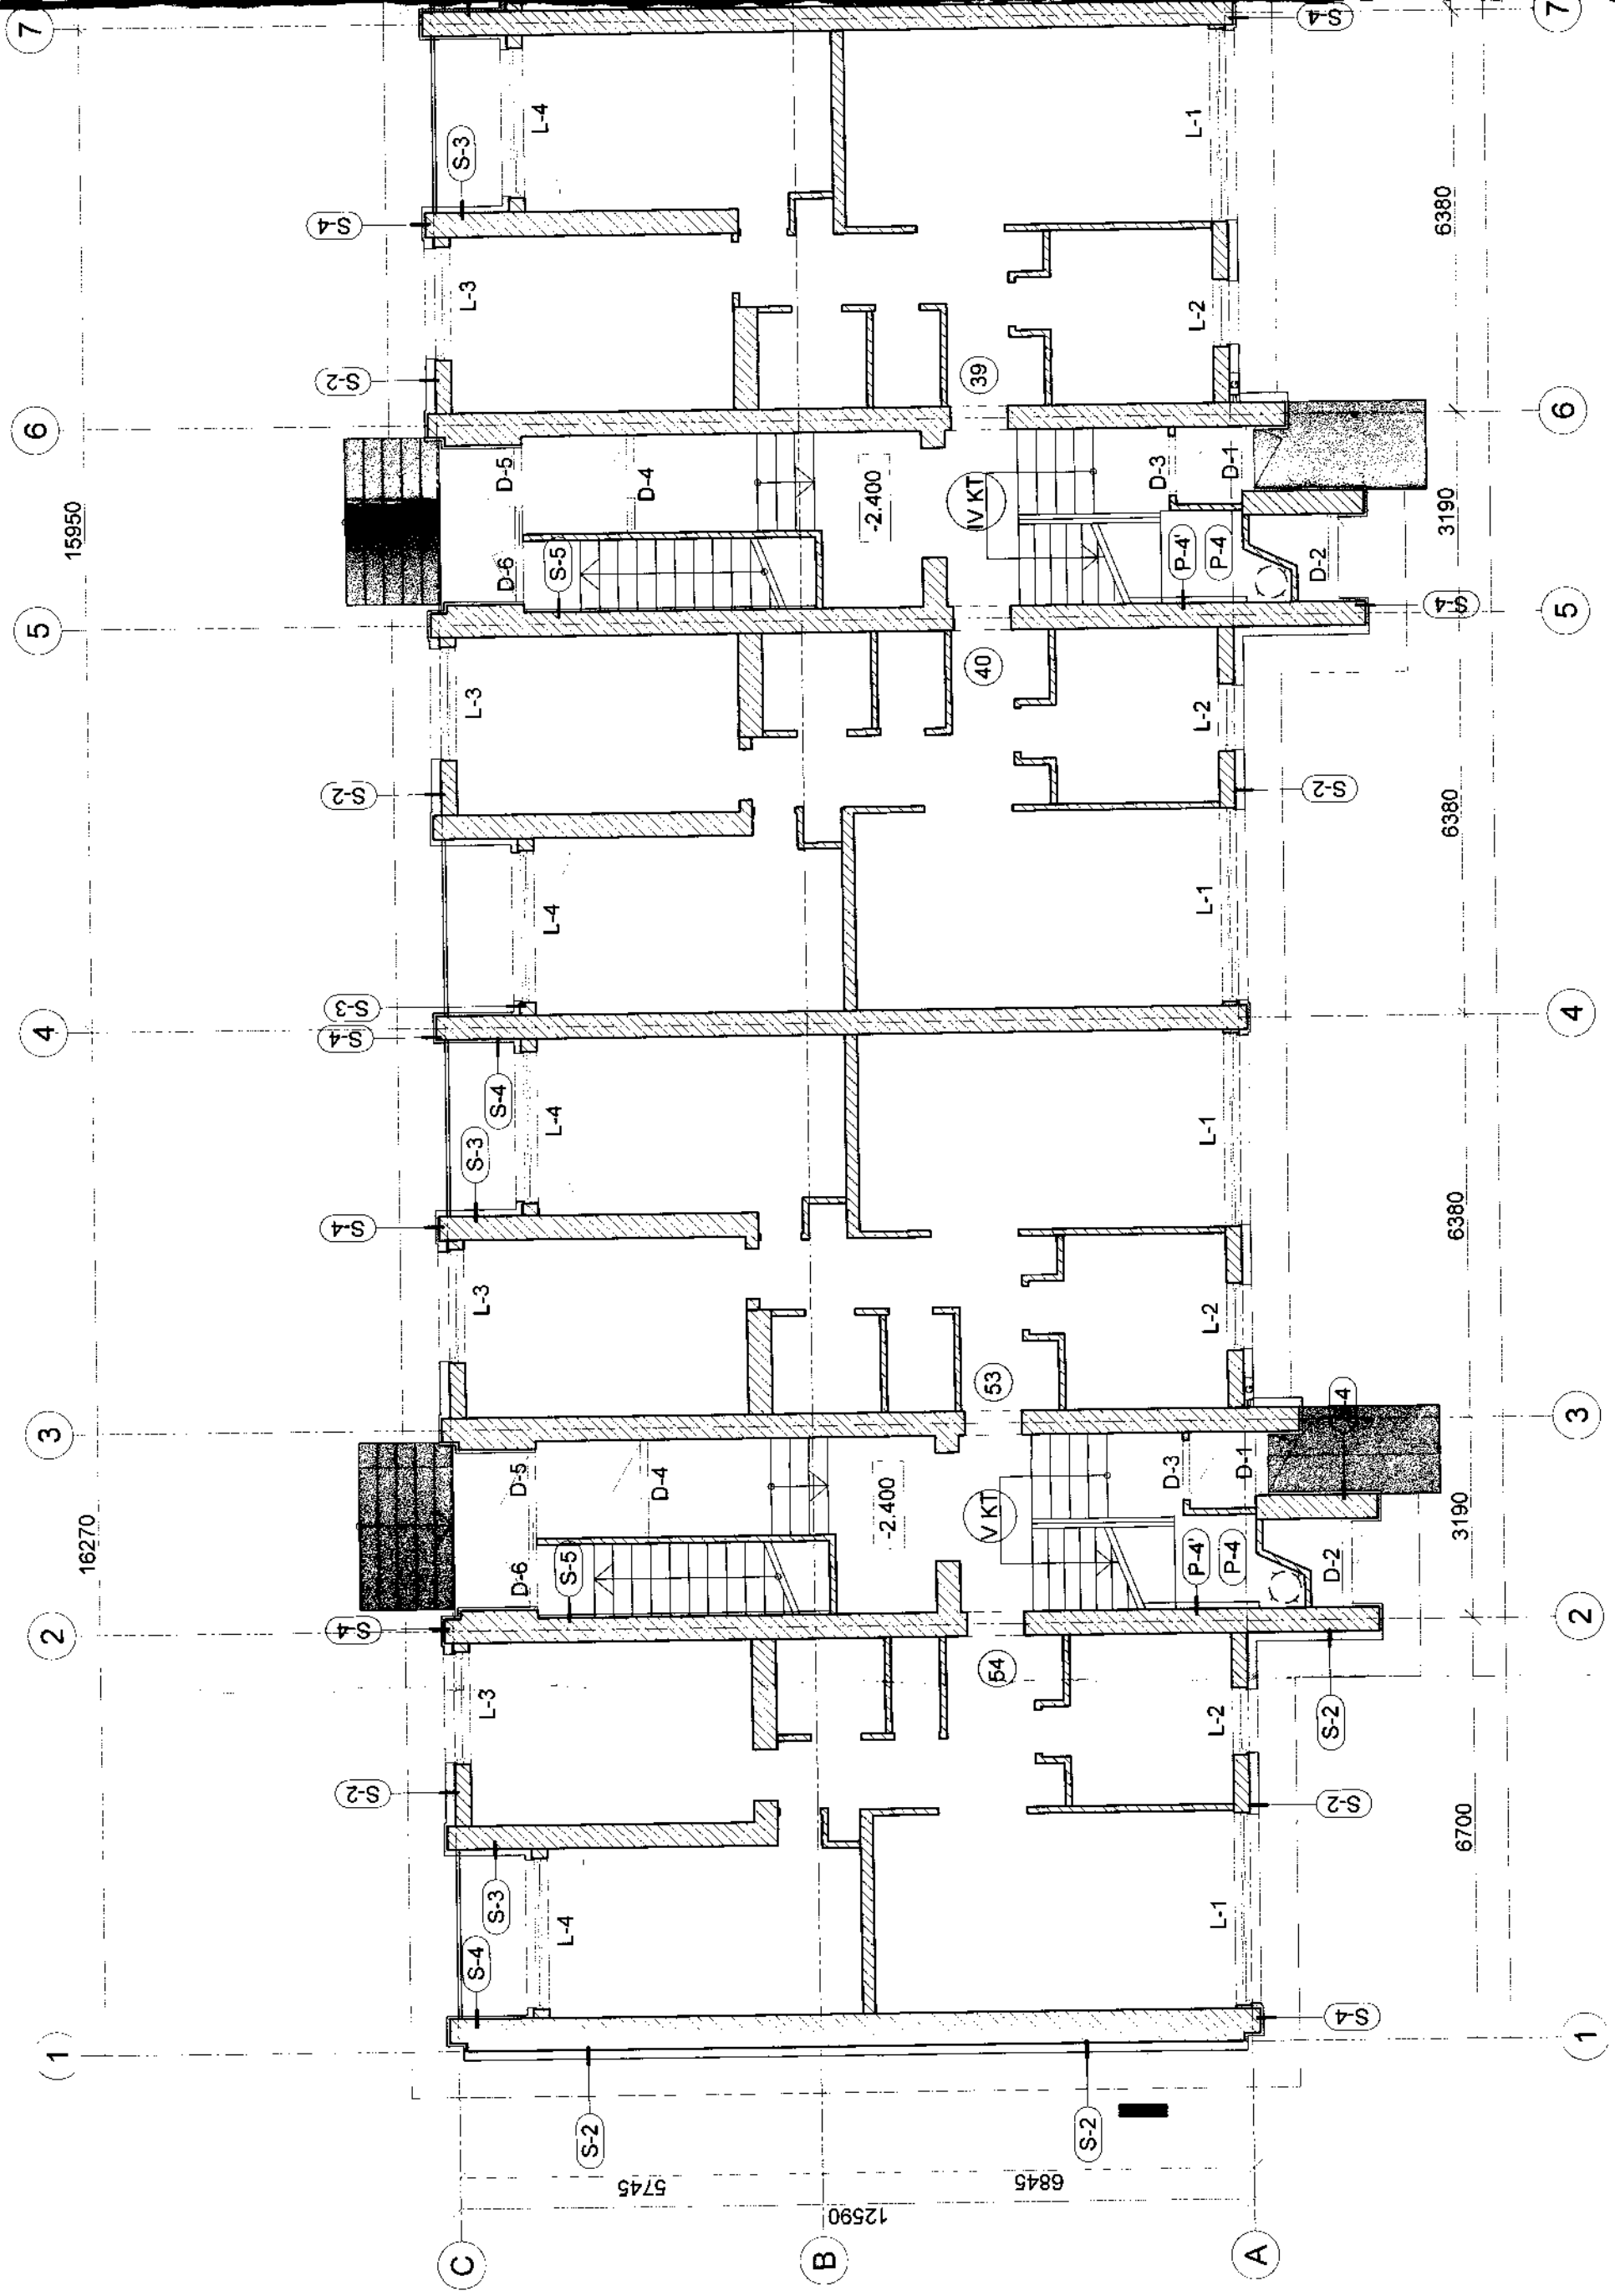 7
7
S-4
S-3
L-4
L-1
S-4
L-3
L-2
6380
S-2
39
6
6
15950
D-5
D-4
-2.400
IV KT
D-3
D-1
3190
D-6
S-5
P-4'
P-4
D-2
S-4
5
5
L-3
40
L-2
S-2
S-2
6380
L-4
L-1
S-3
4
S-4
4
S-4
L-4
L-1
S-3
S-4
6380
L-3
L-2
53
3
3
D-5
D-4
-2.400
V KT
D-3
D-1
3190
16270
D-6
S-5
P-4'
P-4
D-2
S-4
2
2
L-3
54
L-2
S-2
S-2
S-2
6700
S-3
L-4
L-1
S-4
S-4
1
1
S-2
S-2
5745
6845
12590
C
B
A